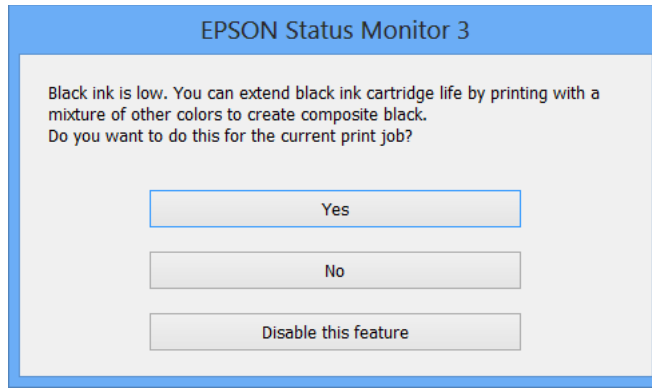 EPSON Status Monitor 3
Black ink is low. You can extend black ink cartridge life by printing with a
mixture of other colors to create composite black.
Do you want to do this for the current print job?
Yes
No
Disable this feature